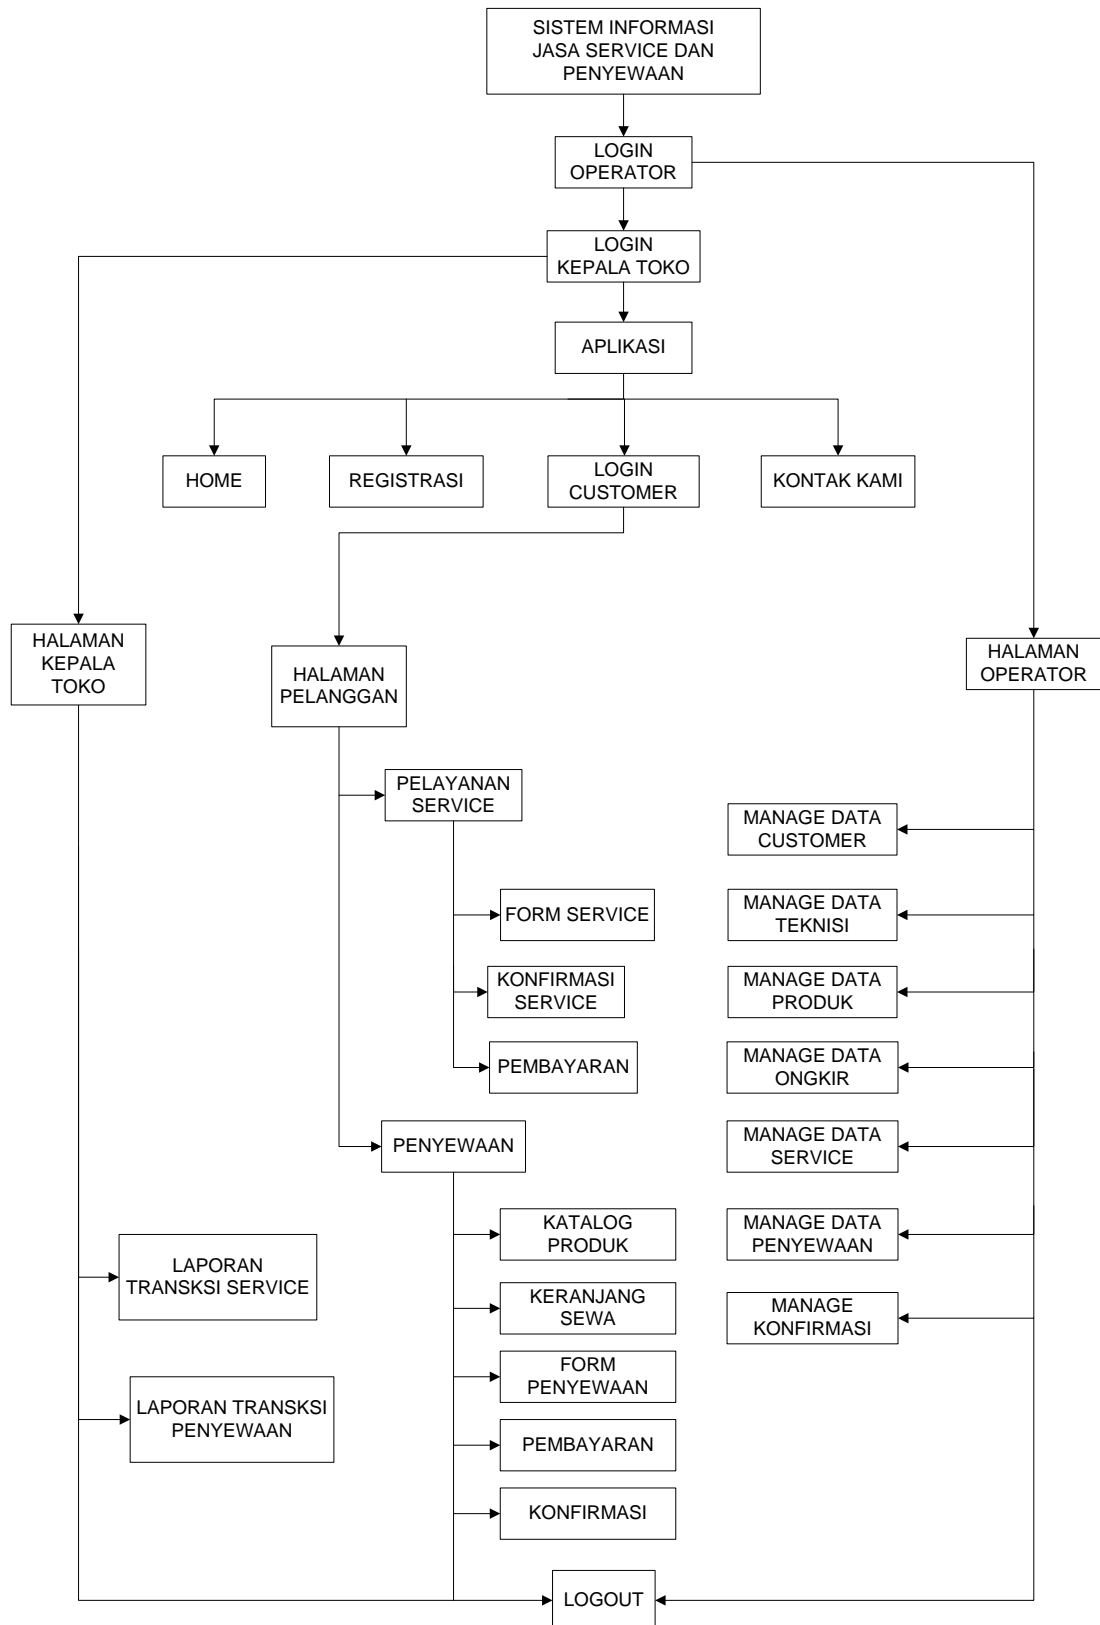 SISTEM INFORMASI
JASA SERVICE DAN
PENYEWAAN
LOGIN
OPERATOR
LOGIN
KEPALA TOKO
APLIKASI
HOME
REGISTRASI
LOGIN
CUSTOMER
KONTAK KAMI
HALAMAN
KEPALA
TOKO
HALAMAN
PELANGGAN
HALAMAN
OPERATOR
PELAYANAN
SERVICE
FORM SERVICE
KONFIRMASI
SERVICE
PEMBAYARAN
PENYEWAAN
KATALOG
PRODUK
KERANJANG
SEWA
FORM
PENYEWAAN
PEMBAYARAN
KONFIRMASI
MANAGE DATA
CUSTOMER
MANAGE DATA
TEKNISI
MANAGE DATA
PRODUK
MANAGE DATA
ONGKIR
MANAGE DATA
SERVICE
MANAGE DATA
PENYEWAAN
MANAGE
KONFIRMASI
LAPORAN
TRANSKSI SERVICE
LAPORAN TRANSKSI
PENYEWAAN
LOGOUT